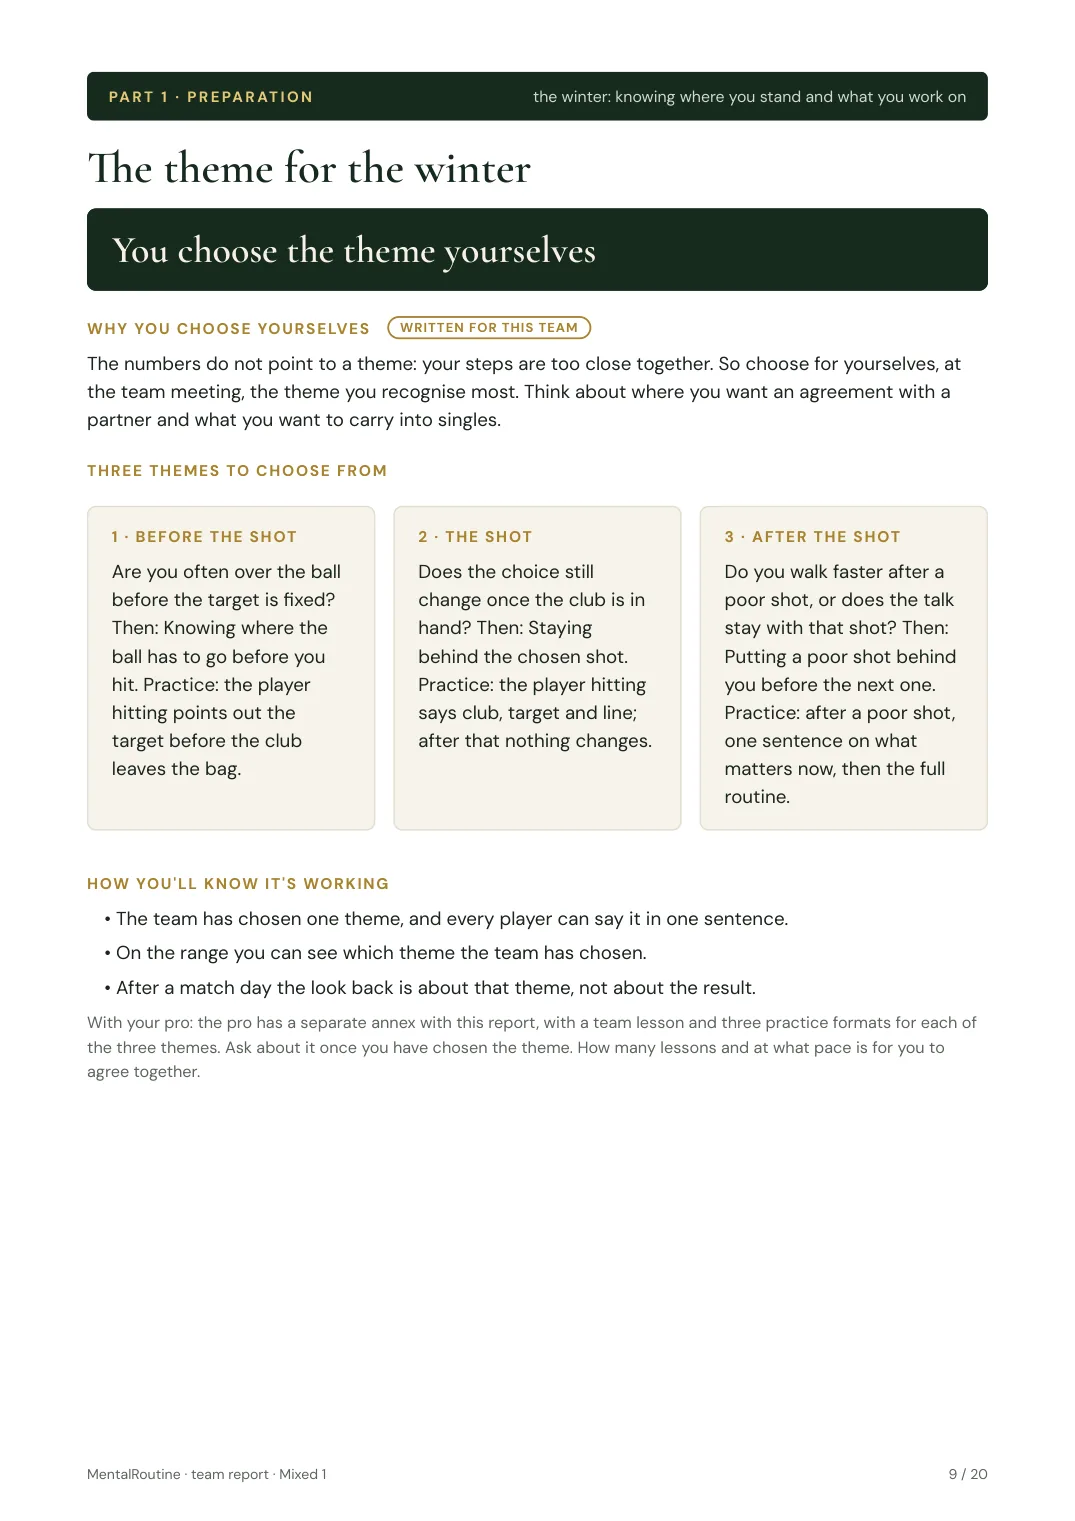 PART 1 · PREPARATION
the winter: knowing where you stand and what you work on
The theme for the winter
You choose the theme yourselves
WHY YOU CHOOSE YOURSELVES
WRITTEN FOR THIS TEAM
The numbers do not point to a theme: your steps are too close together. So choose for yourselves, at
the team meeting, the theme you recognise most. Think about where you want an agreement with a
partner and what you want to carry into singles.
THREE THEMES TO CHOOSE FROM
1 · BEFORE THE SHOT
Are you often over the ball
before the target is fixed?
Then: Knowing where the
ball has to go before you
hit. Practice: the player
hitting points out the
target before the club
leaves the bag.
2 · THE SHOT
Does the choice still
change once the club is in
hand? Then: Staying
behind the chosen shot.
Practice: the player hitting
says club, target and line;
after that nothing changes.
3 · AFTER THE SHOT
Do you walk faster after a
poor shot, or does the talk
stay with that shot? Then:
Putting a poor shot behind
you before the next one.
Practice: after a poor shot,
one sentence on what
matters now, then the full
routine.
HOW YOU'LL KNOW IT'S WORKING
• The team has chosen one theme, and every player can say it in one sentence.
• On the range you can see which theme the team has chosen.
• After a match day the look back is about that theme, not about the result.
With your pro: the pro has a separate annex with this report, with a team lesson and three practice formats for each of
the three themes. Ask about it once you have chosen the theme. How many lessons and at what pace is for you to
agree together.
MentalRoutine · team report · Mixed 1
9 / 20